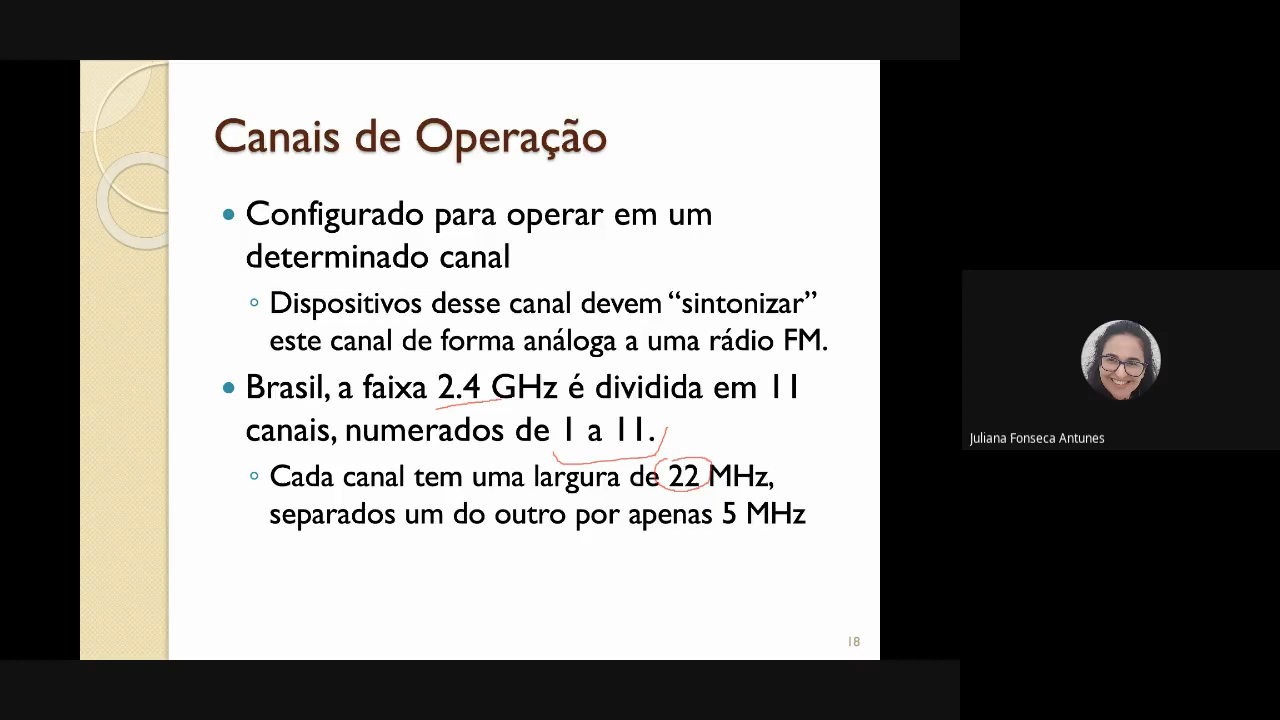 Canais de Operação
Configurado para operar em um
determinado canal
Dispositivos desse canal devem “sintonizar”
este canal de forma análoga a uma rádio FM.
Brasil, a faixa 2.4 GHz é dividida em 11
canais, numerados de 1 a 11.
Cada canal tem uma largura de 22 MHz,
separados um do outro por apenas 5 MHz
18
Juliana Fonseca Antunes